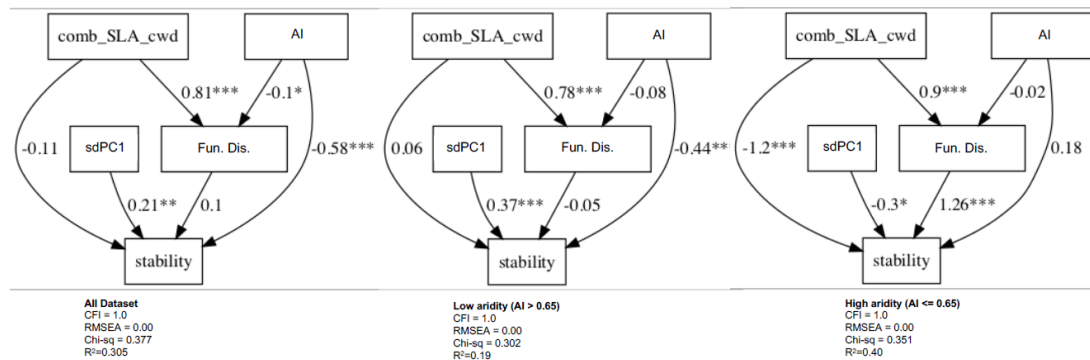 comb_SLA_cwd
AI
0.81***
-0.1*
-0.11
sdPC1
Fun. Dis.
-0.58***
0.21**
0.1
stability
All Dataset
CFI = 1.0
RMSEA = 0.00
Chi-sq = 0.377
R²=0.305
comb_SLA_cwd
AI
0.78***
-0.08
0.06
sdPC1
Fun. Dis.
-0.44***
0.37***
-0.05
stability
Low aridity (AI > 0.65)
CFI = 1.0
RMSEA = 0.00
Chi-sq = 0.302
R²=0.19
comb_SLA_cwd
AI
0.9***
-0.02
-1.2***
sdPC1
Fun. Dis.
0.18
-0.3*
1.26***
stability
High aridity (AI <= 0.65)
CFI = 1.0
RMSEA = 0.00
Chi-sq = 0.351
R²=0.40